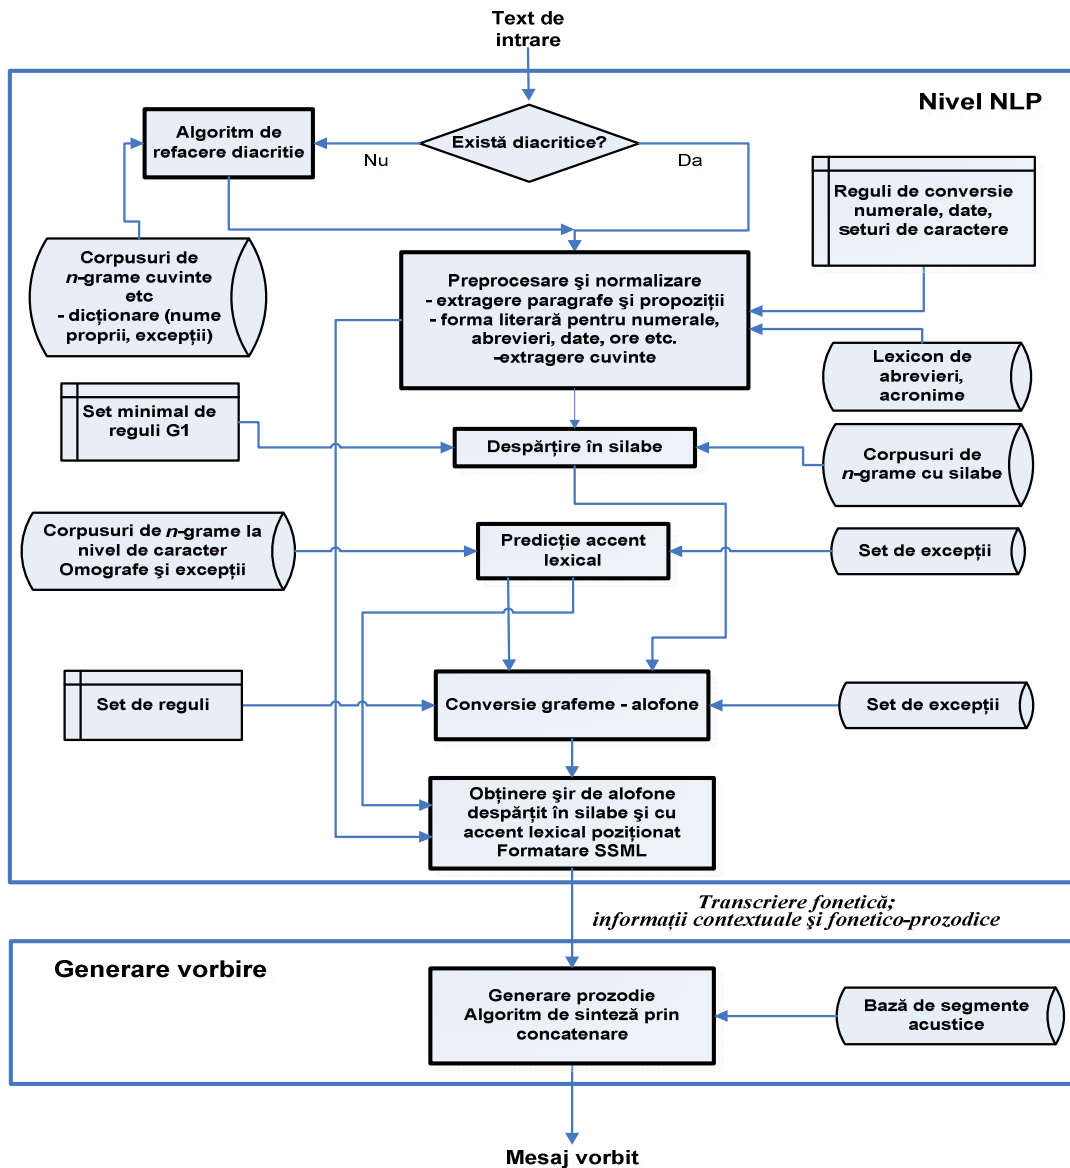 Text de
intrare
Nivel NLP
Algoritm de
refacere diacritie
Există diacritice?
Nu
Da
Reguli de conversie
numerale, date,
seturi de caractere
Corpusuri de
n-grame cuvinte
etc
- dicționare (nume
proprii, excepții)
Preprocesare şi normalizare
- extragere paragrafe şi propoziții
- forma literară pentru numerale,
abrevieri, date, ore etc.
-extragere cuvinte
Lexicon de
abrevieri,
acronime
Set minimal de
reguli G1
Despărțire în silabe
Corpusuri de
n-grame cu silabe
Corpusuri de n-grame la
nivel de caracter
Omografe şi excepții
Predicție accent
lexical
Set de excepții
Set de reguli
Conversie grafeme - alofone
Set de excepții
Obținere şir de alofone
despărțit în silabe şi cu
accent lexical poziționat
Formatare SSML
Transcriere fonetică;
informații contextuale şi fonetico-prozodice
Generare vorbire
Generare prozodie
Algoritm de sinteză prin
concatenare
Bază de segmente
acustice
Mesaj vorbit